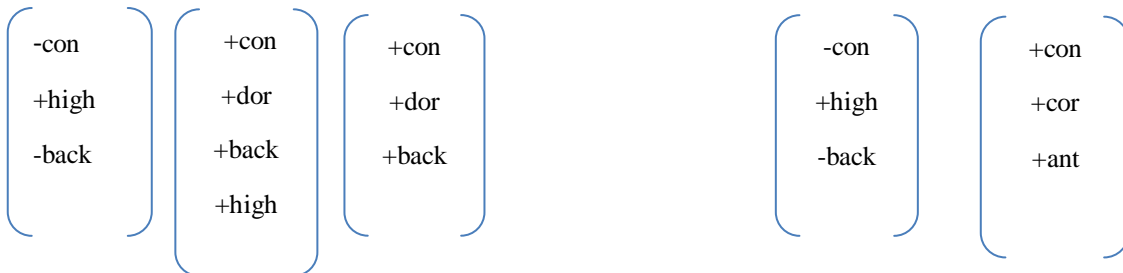 -con +con +con -con +con
+high +dor +dor +high +cor
-back +back +back -back +ant
+high